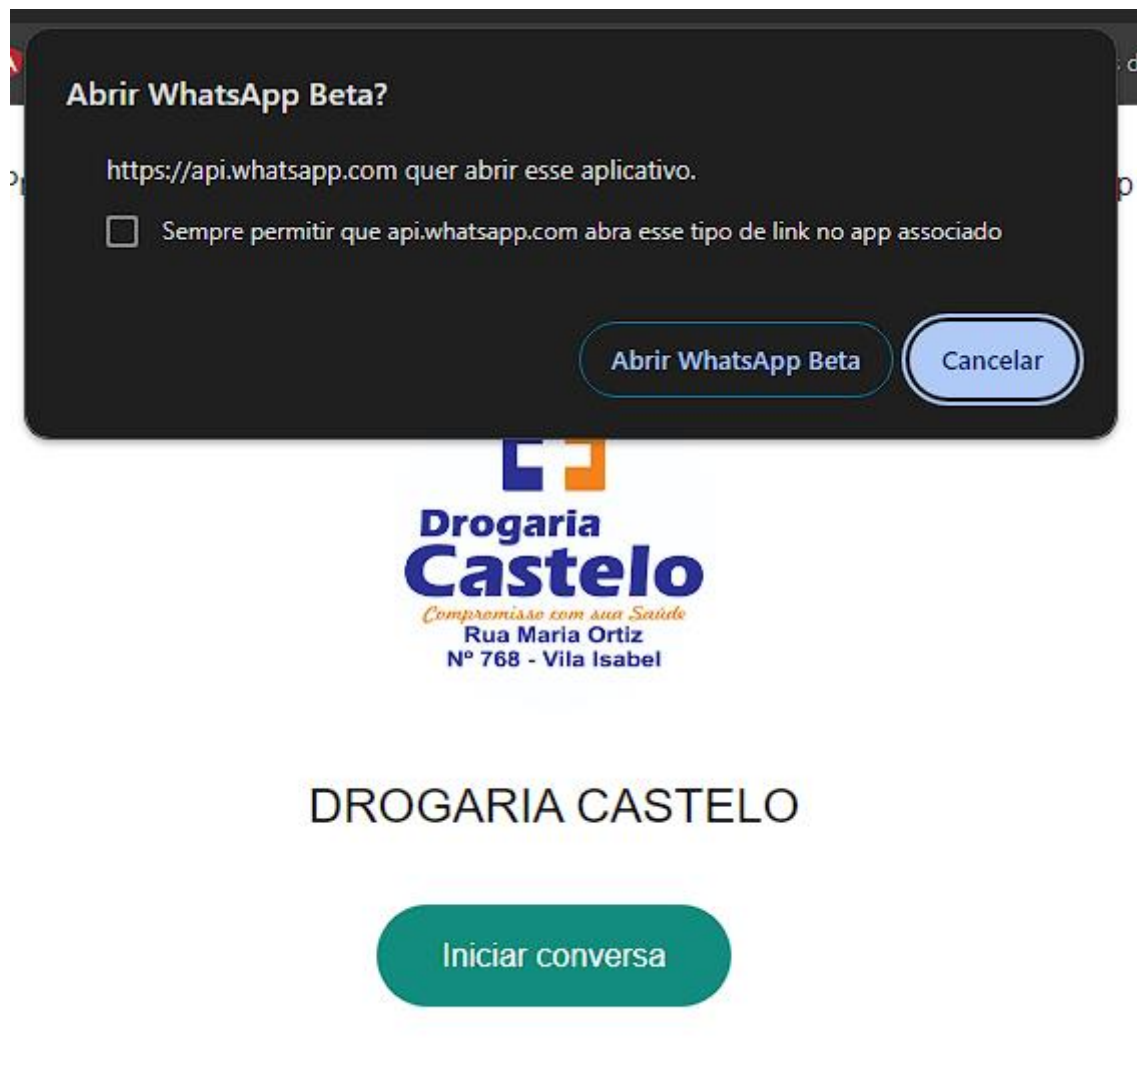 Abrir WhatsApp Beta?
https://api.whatsapp.com quer abrir esse aplicativo.
Sempre permitir que api.whatsapp.com abra esse tipo de link no app associado
Abrir WhatsApp Beta
Cancelar
Drogaria
Castelo
Compromisso com sua Saúde
Rua Maria Ortiz
Nº 768 - Vila Isabel
DROGARIA CASTELO
Iniciar conversa